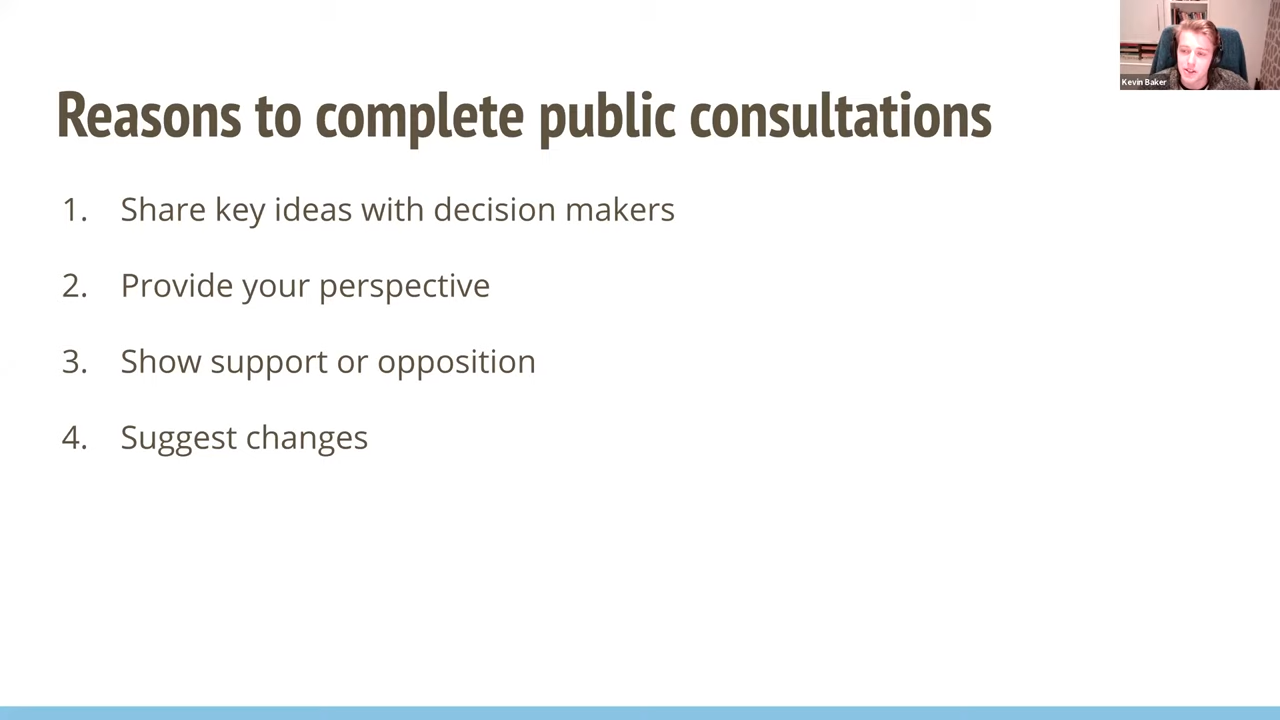 Kevin Baker
Reasons to complete public consultations
1. Share key ideas with decision makers
2. Provide your perspective
3. Show support or opposition
4. Suggest changes